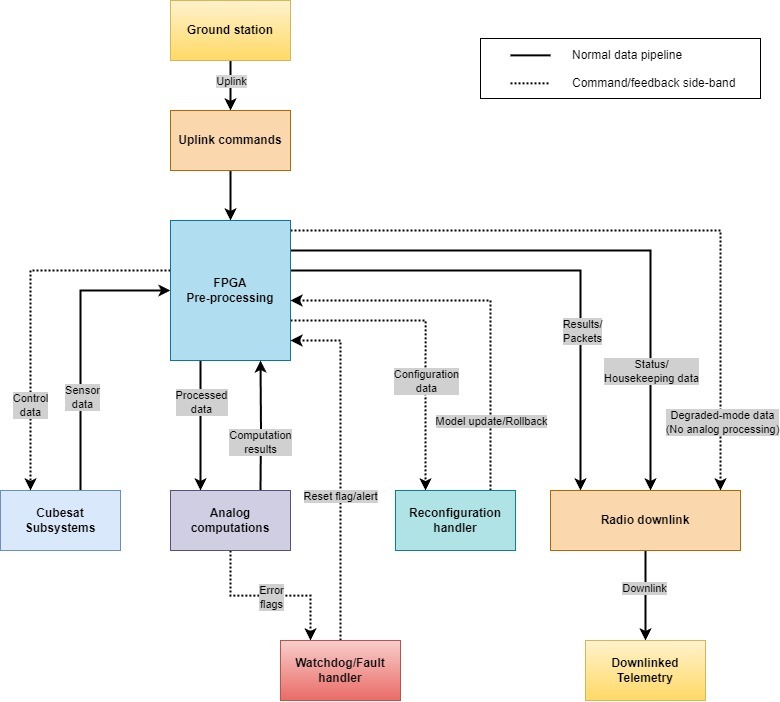 Ground station
Normal data pipeline
Command/feedback side-band
Uplink
Uplink commands
FPGA
Pre-processing
Results/
Packets
Status/
Housekeeping data
Configuration
data
Sensor
data
Control
data
Processed
data
Degraded-mode data
(No analog processing)
Model update/Rollback
Computation
results
Reset flag/alert
Cubesat
Subsystems
Analog
computations
Reconfiguration
handler
Radio downlink
Error
flags
Downlink
Watchdog/Fault
handler
Downlinked
Telemetry